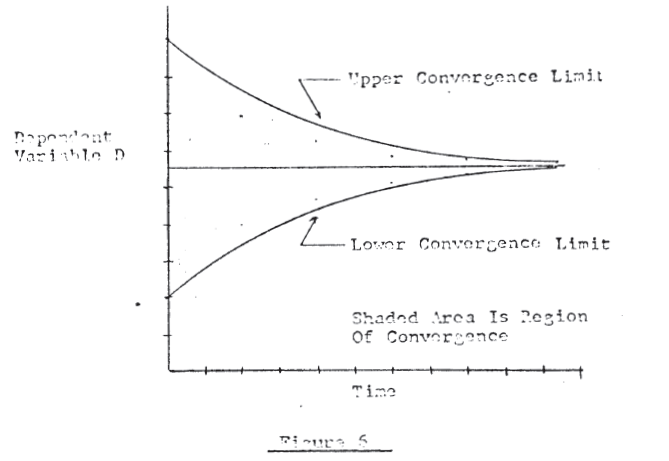 Upper Convergence Limit
Dependent
Variable D
Lower Convergence Limit
Shaded Area Is Region
Of Convergence
Time
Figure 6